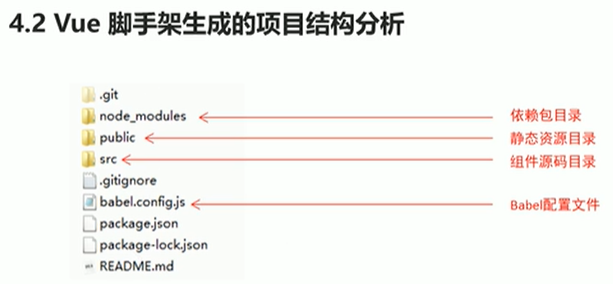 4.2 Vue 脚手架生成的项目结构分析
.git
node_modules 依赖包目录
public 静态资源目录
src 组件源码目录
.gitignore
babel.config.js Babel配置文件
package.json
package-lock.json
README.md